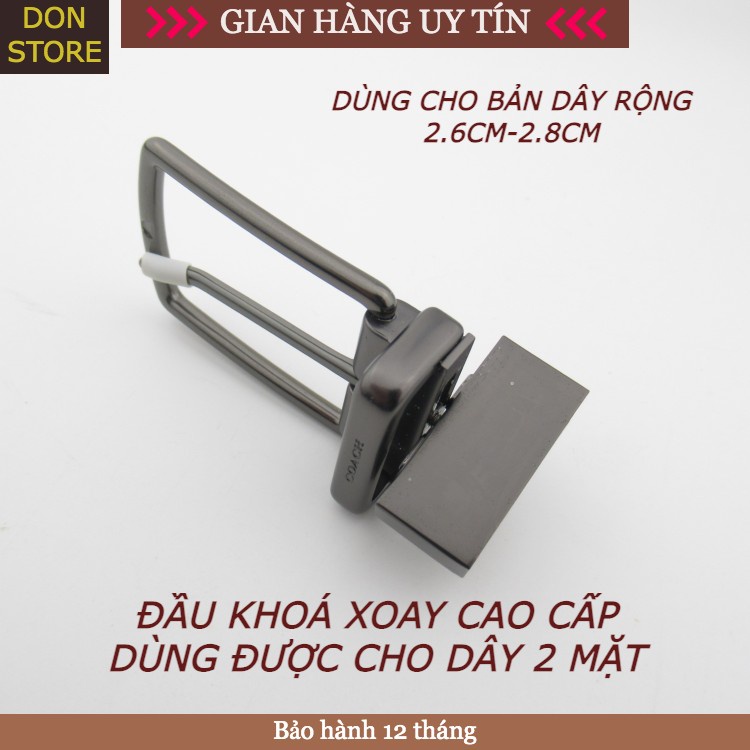 DON
STORE
GIAN HÀNG UY TÍN
DÙNG CHO BẢN DÂY RỘNG
2.6CM-2.8CM
COACH
ĐẦU KHOÁ XOAY CAO CẤP
DÙNG ĐƯỢC CHO DÂY 2 MẶT
Bảo hành 12 tháng